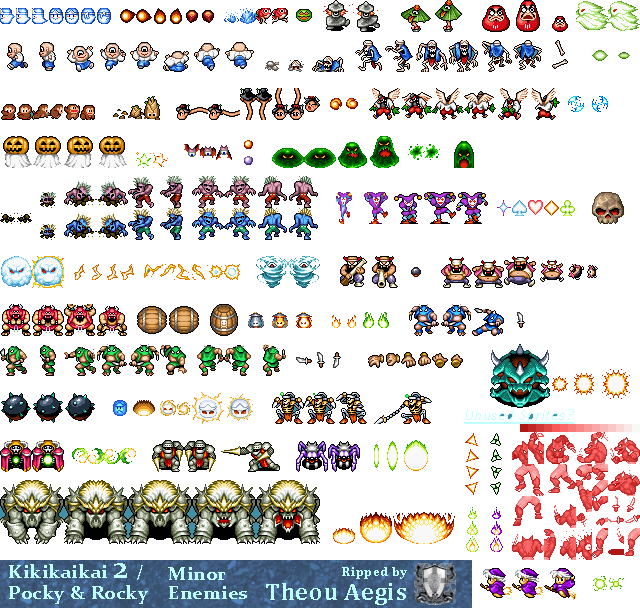 Unused Sprites?
Kikikaikai 2 /
Pocky & Rocky
Minor
Enemies
Ripped by
Theou Aegis